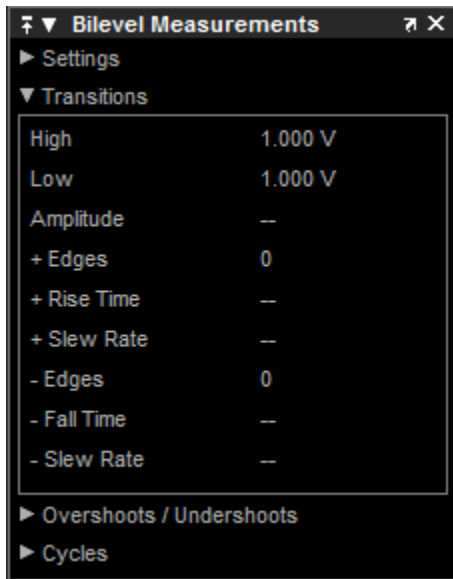 Bilevel Measurements
Settings
Transitions
High 1.000 V
Low 1.000 V
Amplitude --
+ Edges 0
+ Rise Time --
+ Slew Rate --
- Edges 0
- Fall Time --
- Slew Rate --
Overshoots / Undershoots
Cycles